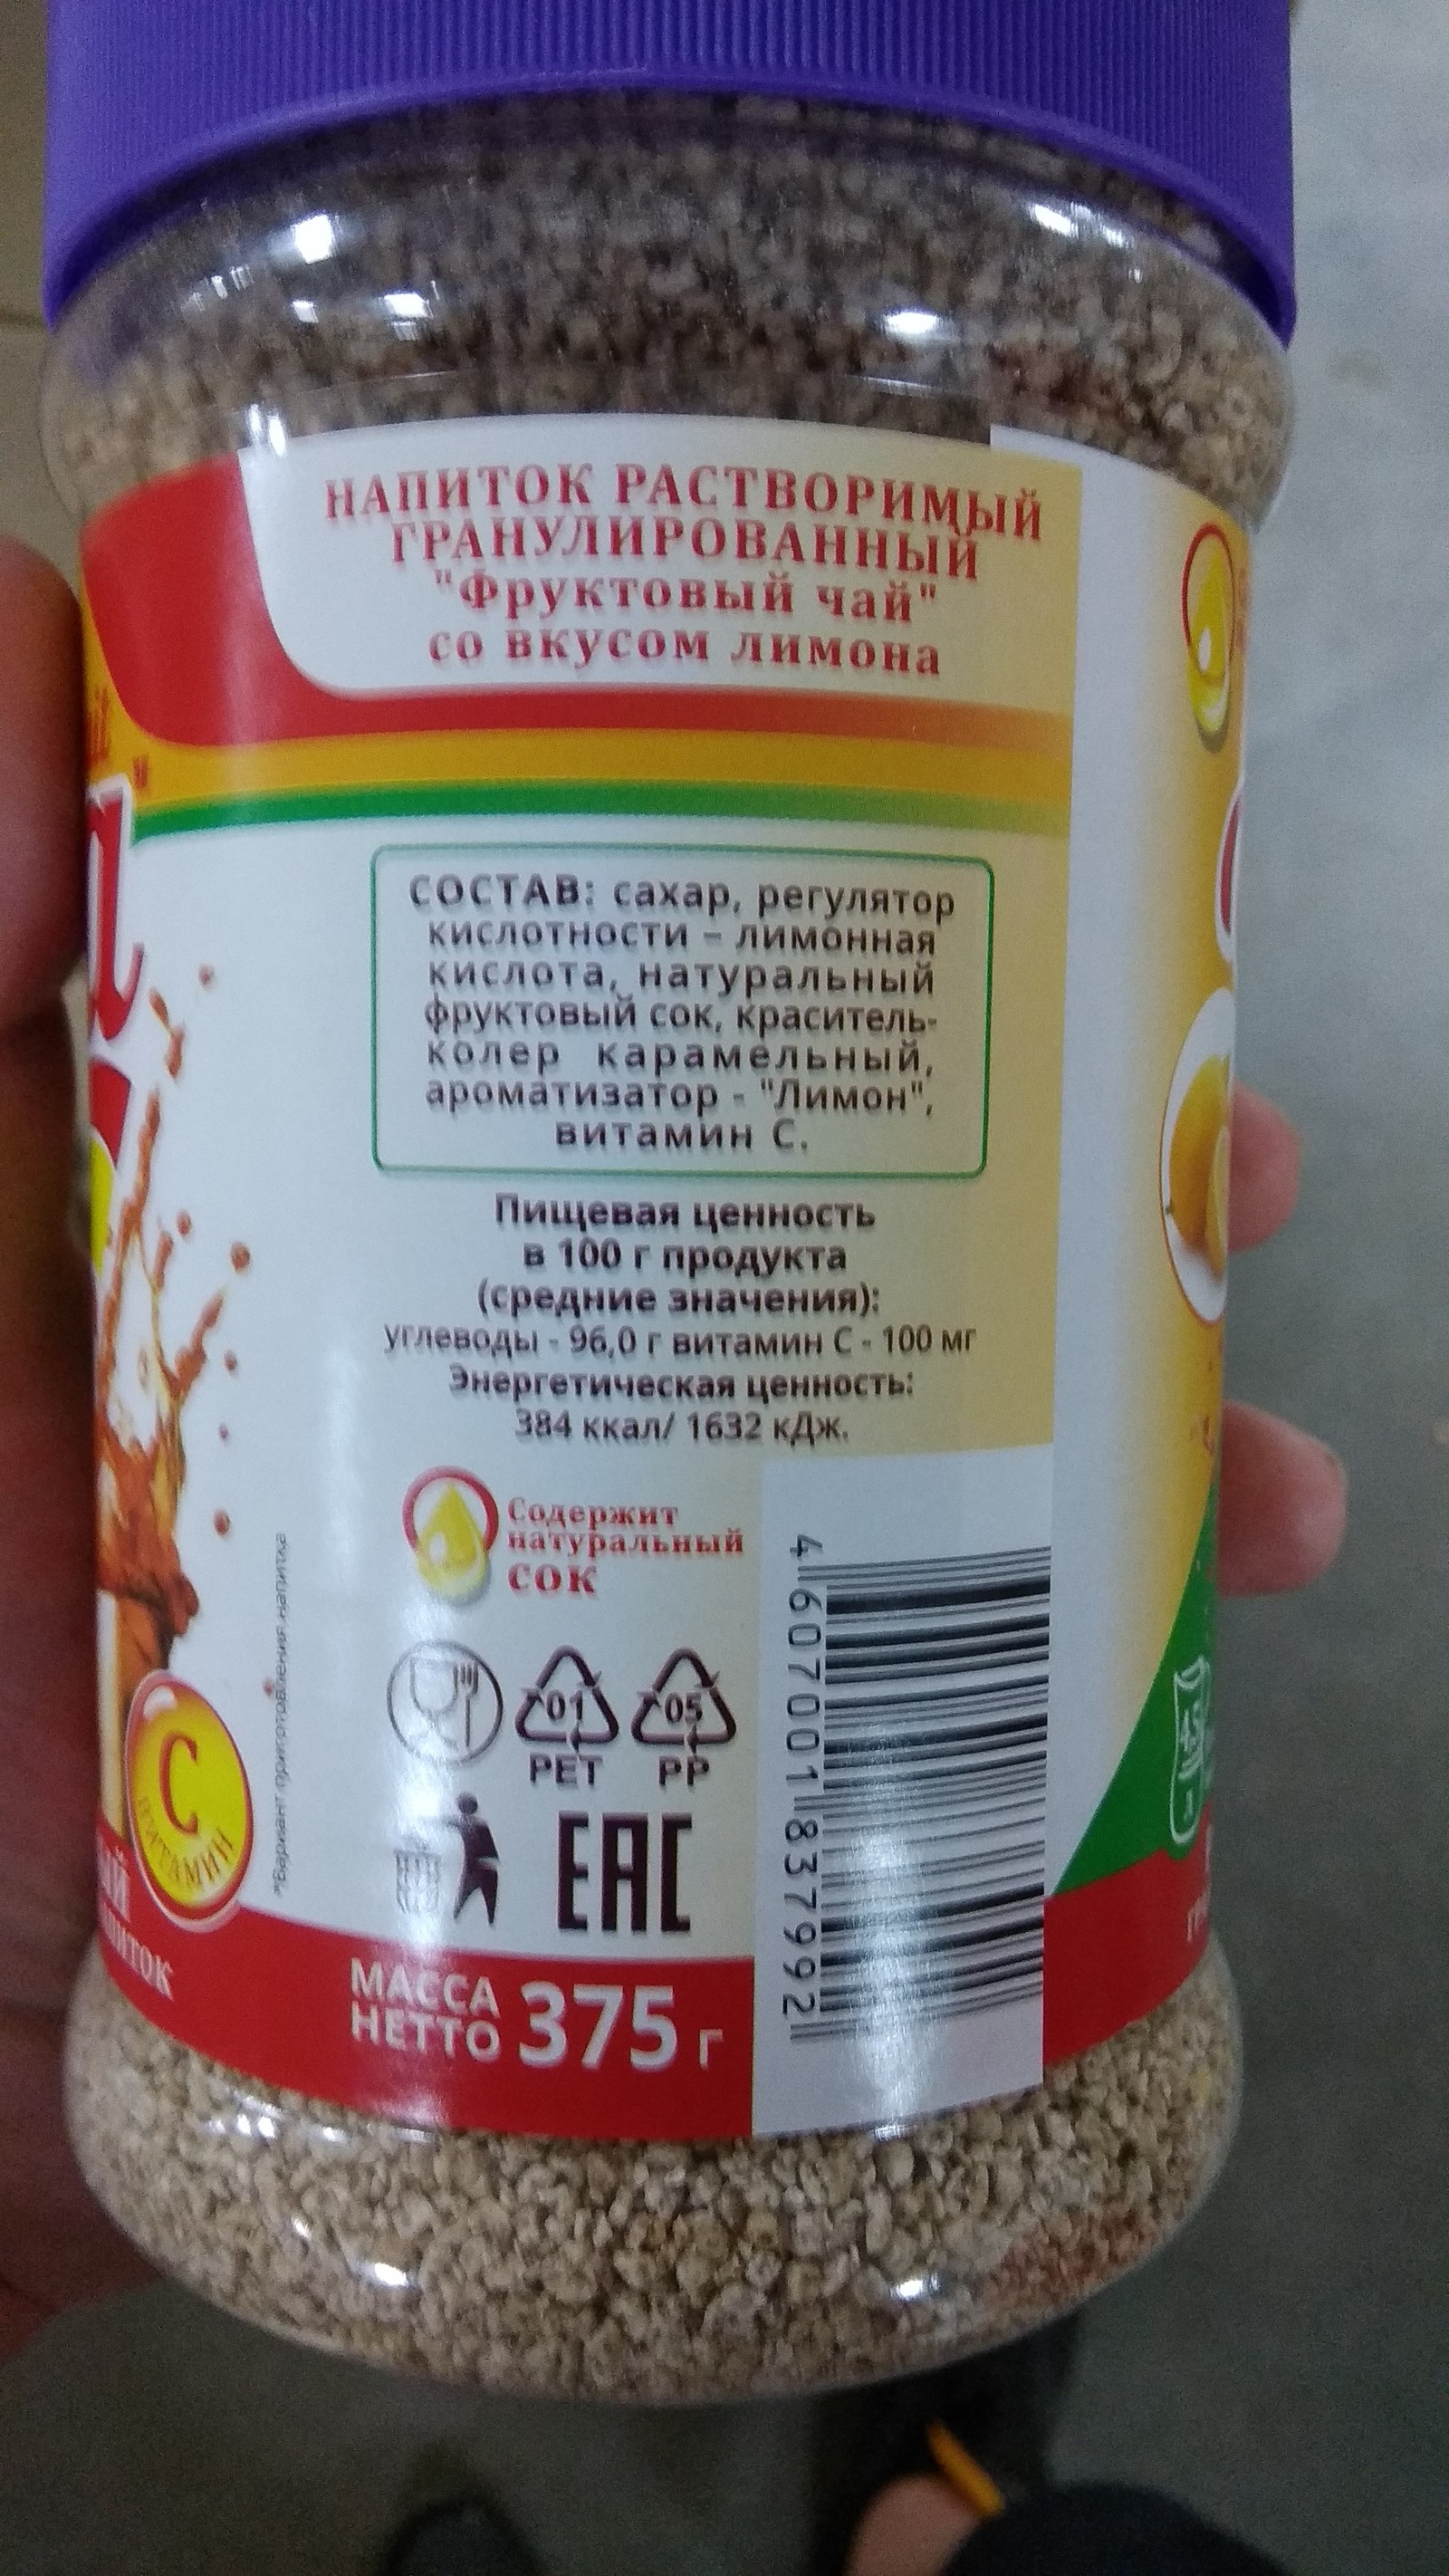 НАПИТОК РАСТВОРИМЫЙ
ГРАНУЛИРОВАННЫЙ
"Фруктовый чай"
со вкусом лимона
СОСТАВ: сахар, регулятор
кислотности – лимонная
кислота, натуральный
фруктовый сок, краситель-
колер карамельный,
ароматизатор - "Лимон",
витамин С.
Пищевая ценность
в 100 г продукта
(средние значения):
углеводы - 96,0 г витамин С - 100 мг
Энергетическая ценность:
384 ккал/ 1632 кДж.
Содержит
натуральный
сок
01
PET
05
PP
EAC
МАССА
НЕТТО 375 г
4 607001 837992
*Вариант приготовления напитка
С
ВИТАМИН
4,5